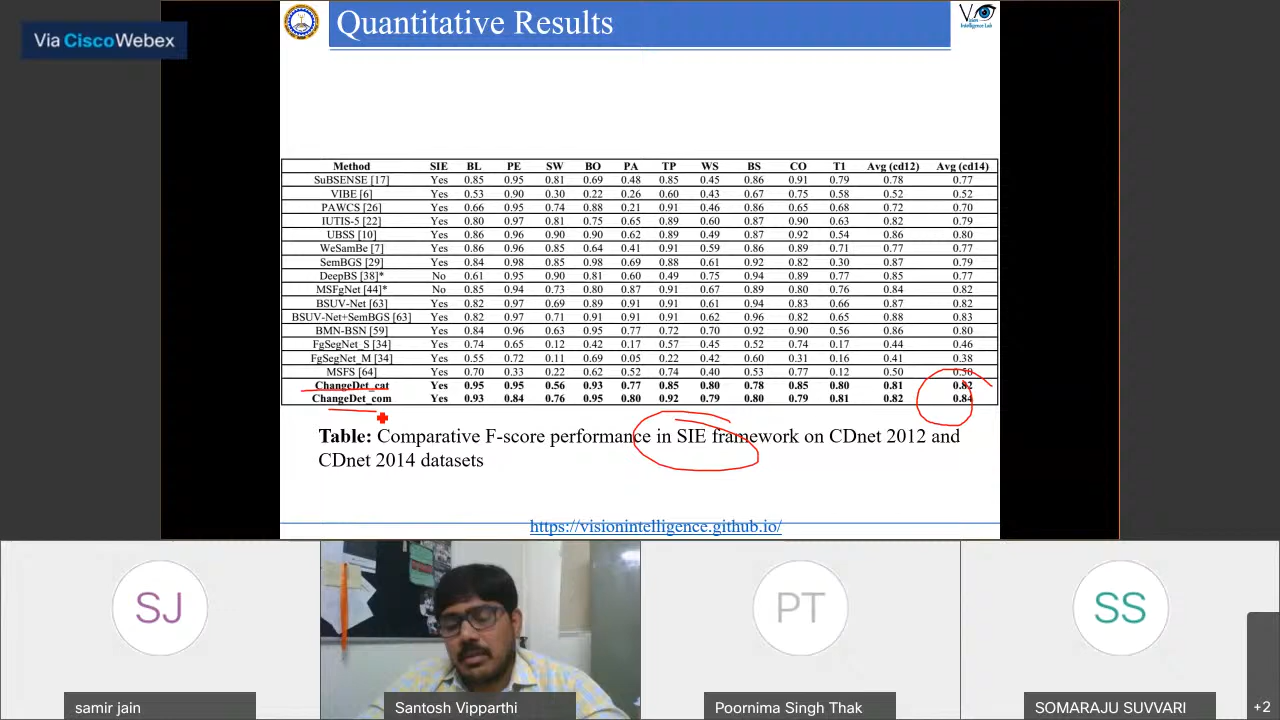 Via CiscoWebex
Quantitative Results
Vision
Intelligence Lab
Method SIE BL PE SW BO PA TP WS BS CO T1 Avg (cd12) Avg (cd14)
SuBSENSE [17] Yes 0.85 0.95 0.81 0.69 0.48 0.85 0.45 0.86 0.91 0.79 0.78 0.77
VIBE [6] Yes 0.53 0.90 0.30 0.22 0.26 0.60 0.43 0.67 0.75 0.58 0.52 0.52
PAWCS [26] Yes 0.66 0.95 0.74 0.88 0.21 0.91 0.46 0.86 0.65 0.68 0.72 0.70
IUTIS-5 [22] Yes 0.80 0.97 0.81 0.75 0.65 0.89 0.60 0.87 0.90 0.63 0.82 0.79
UBSS [10] Yes 0.86 0.96 0.90 0.90 0.62 0.89 0.49 0.87 0.92 0.54 0.86 0.80
WeSamBe [7] Yes 0.86 0.96 0.85 0.64 0.41 0.91 0.59 0.86 0.89 0.71 0.77 0.77
SemBGS [29] Yes 0.84 0.98 0.85 0.98 0.69 0.88 0.61 0.92 0.82 0.30 0.87 0.79
DeepBS [38]* No 0.61 0.95 0.90 0.81 0.60 0.49 0.75 0.94 0.89 0.77 0.85 0.77
MSFgNet [44]* No 0.85 0.94 0.73 0.80 0.87 0.91 0.67 0.89 0.80 0.76 0.84 0.82
BSUV-Net [63] Yes 0.82 0.97 0.69 0.89 0.91 0.91 0.61 0.94 0.83 0.66 0.87 0.82
BSUV-Net+SemBGS [63] Yes 0.82 0.97 0.71 0.91 0.91 0.91 0.62 0.96 0.82 0.65 0.88 0.83
BMN-BSN [59] Yes 0.84 0.96 0.63 0.95 0.77 0.72 0.70 0.92 0.90 0.56 0.86 0.80
FgSegNet_S [34] Yes 0.74 0.65 0.12 0.42 0.17 0.57 0.45 0.52 0.74 0.17 0.44 0.46
FgSegNet_M [34] Yes 0.55 0.72 0.11 0.69 0.05 0.22 0.42 0.60 0.31 0.16 0.41 0.38
MSFS [64] Yes 0.70 0.33 0.22 0.62 0.52 0.74 0.40 0.53 0.77 0.12 0.50 0.50
ChangeDet_cat Yes 0.95 0.95 0.56 0.93 0.77 0.85 0.80 0.78 0.85 0.80 0.81 0.82
ChangeDet_com Yes 0.93 0.84 0.76 0.95 0.80 0.92 0.79 0.80 0.79 0.81 0.82 0.84
Table: Comparative F-score performance in SIE framework on CDnet 2012 and
CDnet 2014 datasets
https://visionintelligence.github.io/
SJ PT SS
samir jain Santosh Vipparthi Poornima Singh Thak SOMARAJU SUVVARI +2